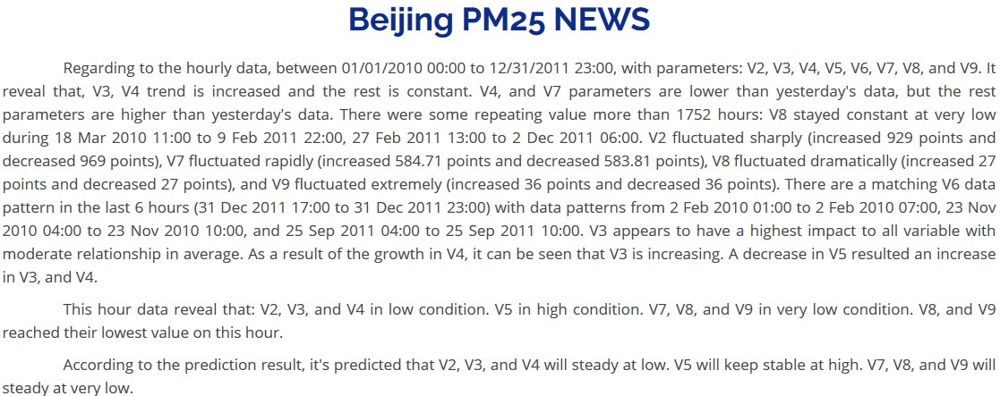 Beijing PM25 NEWS
Regarding to the hourly data, between 01/01/2010 00:00 to 12/31/2011 23:00, with parameters: V2, V3, V4, V5, V6, V7, V8, and V9. It
reveal that, V3, V4 trend is increased and the rest is constant. V4, and V7 parameters are lower than yesterday's data, but the rest
parameters are higher than yesterday's data. There were some repeating value more than 1752 hours: V8 stayed constant at very low
during 18 Mar 2010 11:00 to 9 Feb 2011 22:00, 27 Feb 2011 13:00 to 2 Dec 2011 06:00. V2 fluctuated sharply (increased 929 points and
decreased 969 points), V7 fluctuated rapidly (increased 584.71 points and decreased 583.81 points), V8 fluctuated dramatically (increased 27
points and decreased 27 points), and V9 fluctuated extremely (increased 36 points and decreased 36 points). There are a matching V6 data
pattern in the last 6 hours (31 Dec 2011 17:00 to 31 Dec 2011 23:00) with data patterns from 2 Feb 2010 01:00 to 2 Feb 2010 07:00, 23 Nov
2010 04:00 to 23 Nov 2010 10:00, and 25 Sep 2011 04:00 to 25 Sep 2011 10:00. V3 appears to have a highest impact to all variable with
moderate relationship in average. As a result of the growth in V4, it can be seen that V3 is increasing. A decrease in V5 resulted an increase
in V3, and V4.
This hour data reveal that: V2, V3, and V4 in low condition. V5 in high condition. V7, V8, and V9 in very low condition. V8, and V9
reached their lowest value on this hour.
According to the prediction result, it's predicted that V2, V3, and V4 will steady at low. V5 will keep stable at high. V7, V8, and V9 will
steady at very low.